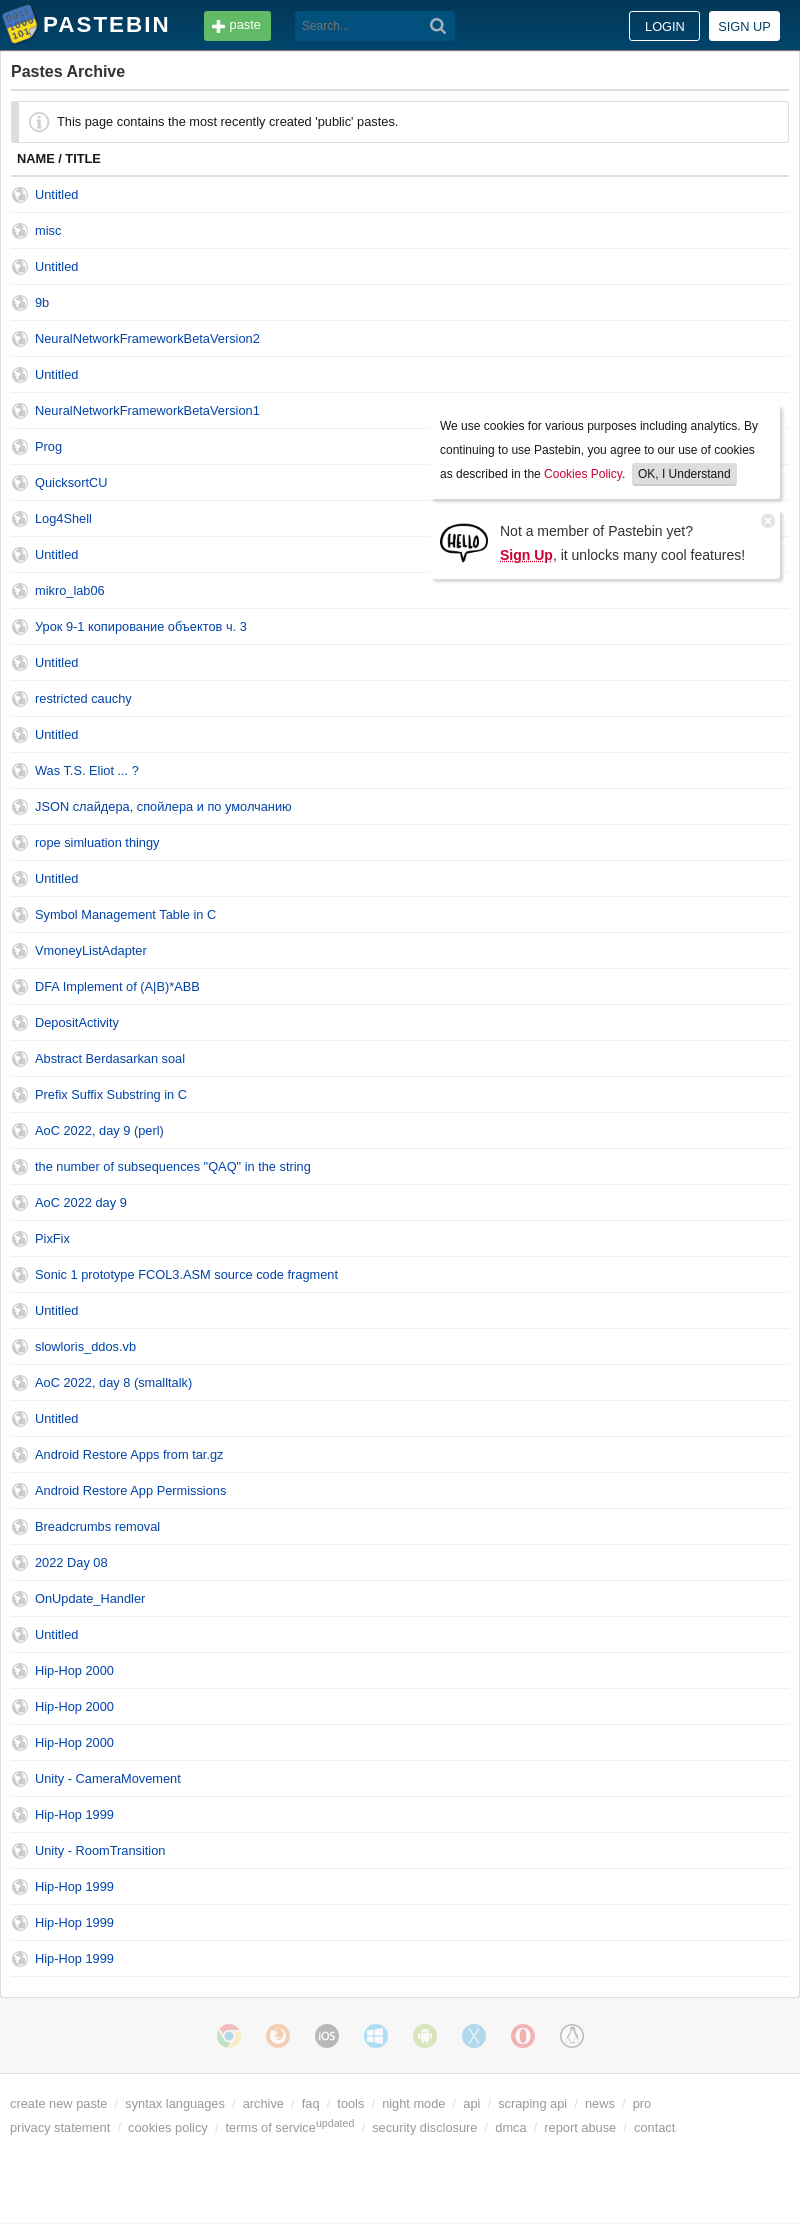 PASTEBIN paste Search... LOGIN SIGN UP
Pastes Archive
This page contains the most recently created 'public' pastes.
NAME / TITLE
Untitled
misc
Untitled
9b
NeuralNetworkFrameworkBetaVersion2
Untitled
NeuralNetworkFrameworkBetaVersion1
Prog
QuicksortCU
Log4Shell
Untitled
mikro_lab06
We use cookies for various purposes including analytics. By
continuing to use Pastebin, you agree to our use of cookies
as described in the Cookies Policy. OK, I Understand
HELLO
Not a member of Pastebin yet?
Sign Up, it unlocks many cool features!
Урок 9-1 копирование объектов ч. 3
Untitled
restricted cauchy
Untitled
Was T.S. Eliot ... ?
JSON слайдера, спойлера и по умолчанию
rope simluation thingy
Untitled
Symbol Management Table in C
VmoneyListAdapter
DFA Implement of (A|B)*ABB
DepositActivity
Abstract Berdasarkan soal
Prefix Suffix Substring in C
AoC 2022, day 9 (perl)
the number of subsequences "QAQ" in the string
AoC 2022 day 9
PixFix
Sonic 1 prototype FCOL3.ASM source code fragment
Untitled
slowloris_ddos.vb
AoC 2022, day 8 (smalltalk)
Untitled
Android Restore Apps from tar.gz
Android Restore App Permissions
Breadcrumbs removal
2022 Day 08
OnUpdate_Handler
Untitled
Hip-Hop 2000
Hip-Hop 2000
Hip-Hop 2000
Unity - CameraMovement
Hip-Hop 1999
Unity - RoomTransition
Hip-Hop 1999
Hip-Hop 1999
Hip-Hop 1999
iOS
create new paste / syntax languages / archive / faq / tools / night mode / api / scraping api / news / pro
privacy statement / cookies policy / terms of service updated / security disclosure / dmca / report abuse / contact